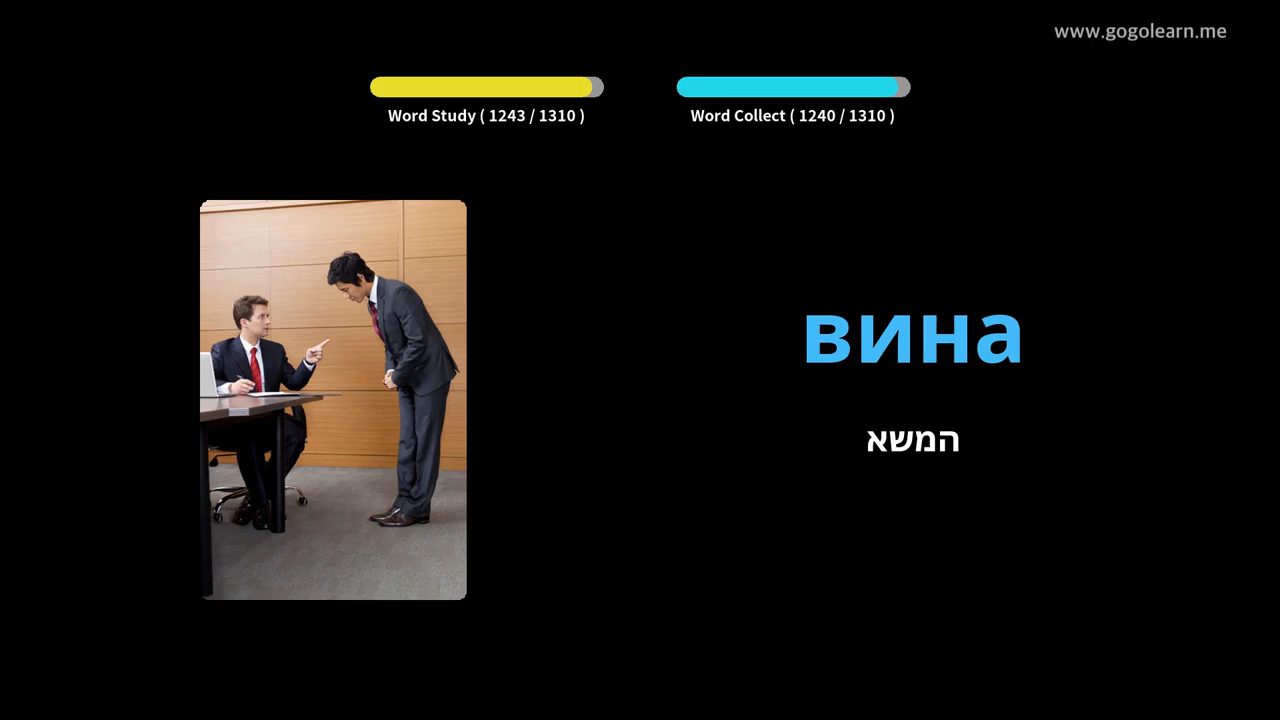 www.gogolearn.me
Word Study ( 1243 / 1310 )
Word Collect ( 1240 / 1310 )
вина
המשא